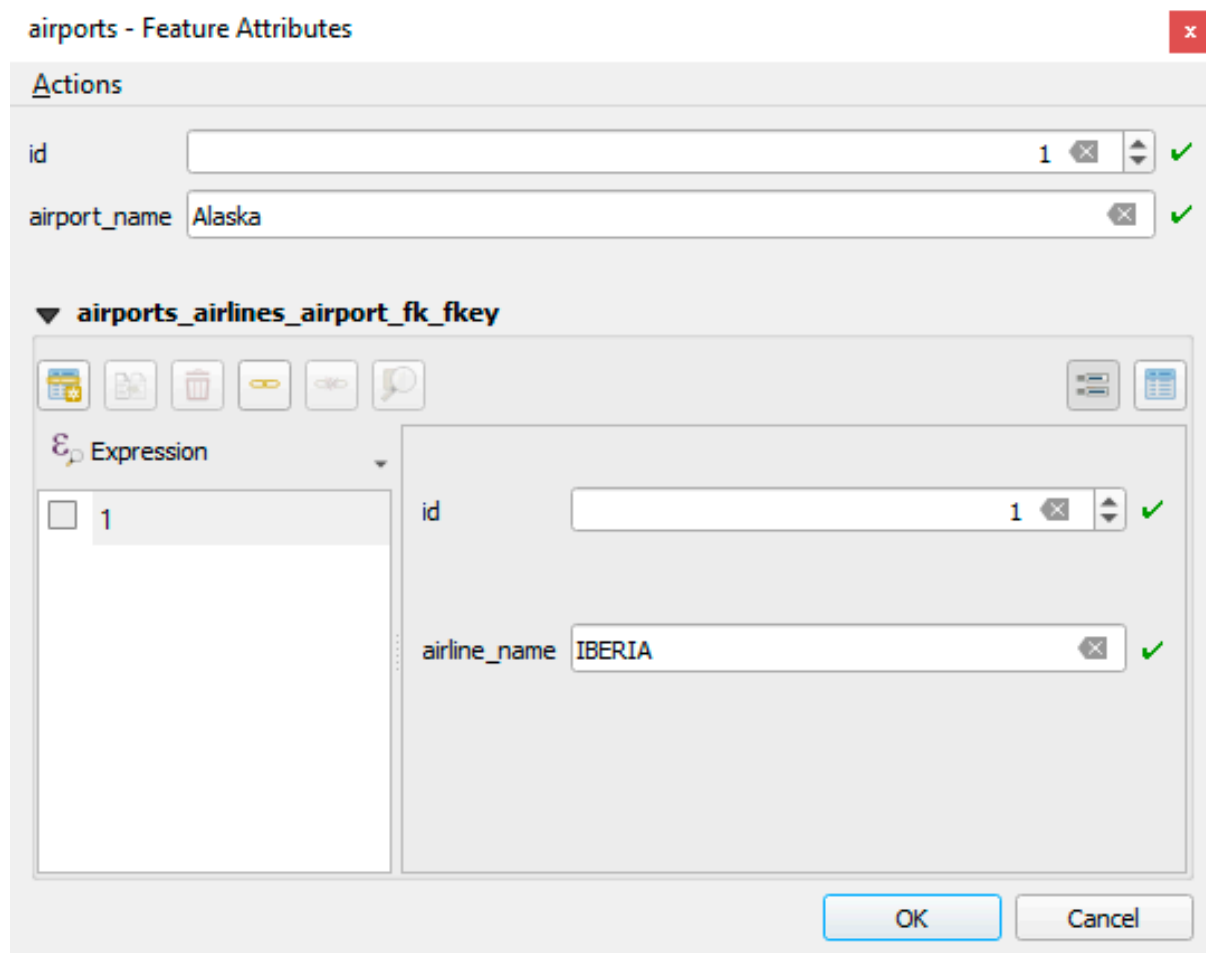 airports - Feature Attributes
x
Actions
id 1
airport_name Alaska
airports_airlines_airport_fk_fkey
ε Expression
1
id 1
airline_name IBERIA
OK Cancel